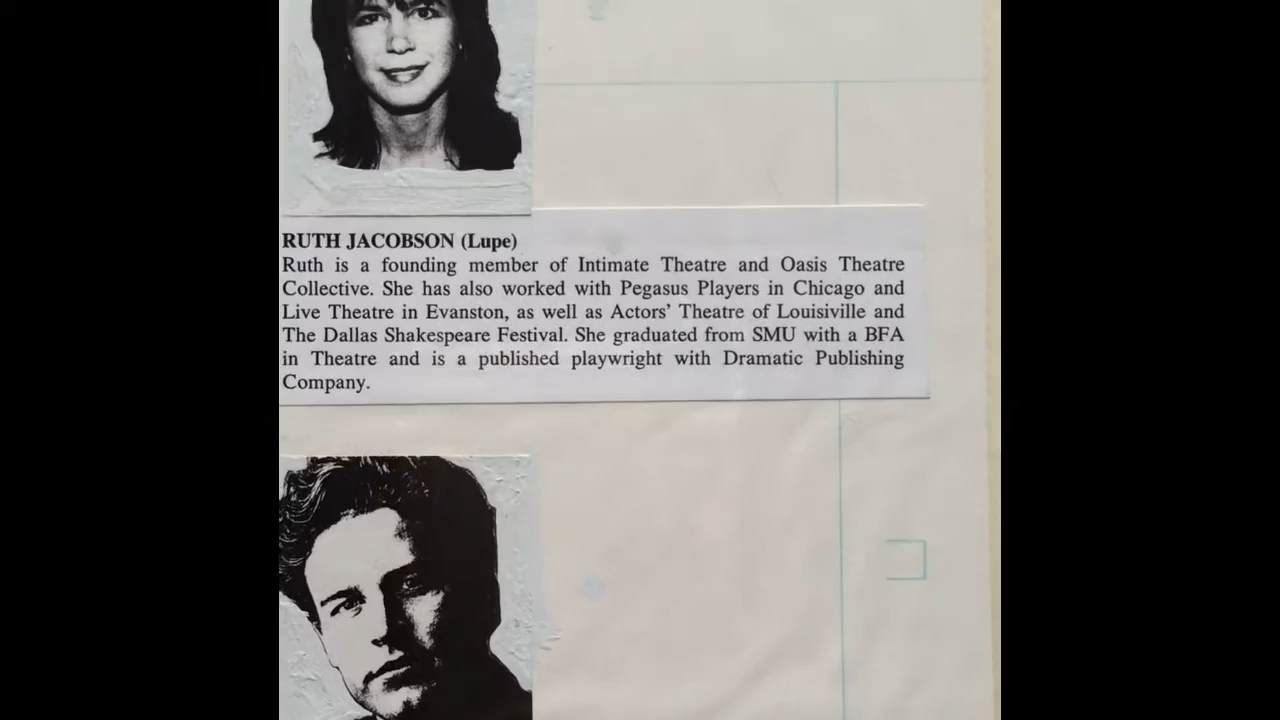 RUTH JACOBSON (Lupe)
Ruth is a founding member of Intimate Theatre and Oasis Theatre
Collective. She has also worked with Pegasus Players in Chicago and
Live Theatre in Evanston, as well as Actors' Theatre of Louisiville and
The Dallas Shakespeare Festival. She graduated from SMU with a BFA
in Theatre and is a published playwright with Dramatic Publishing
Company.